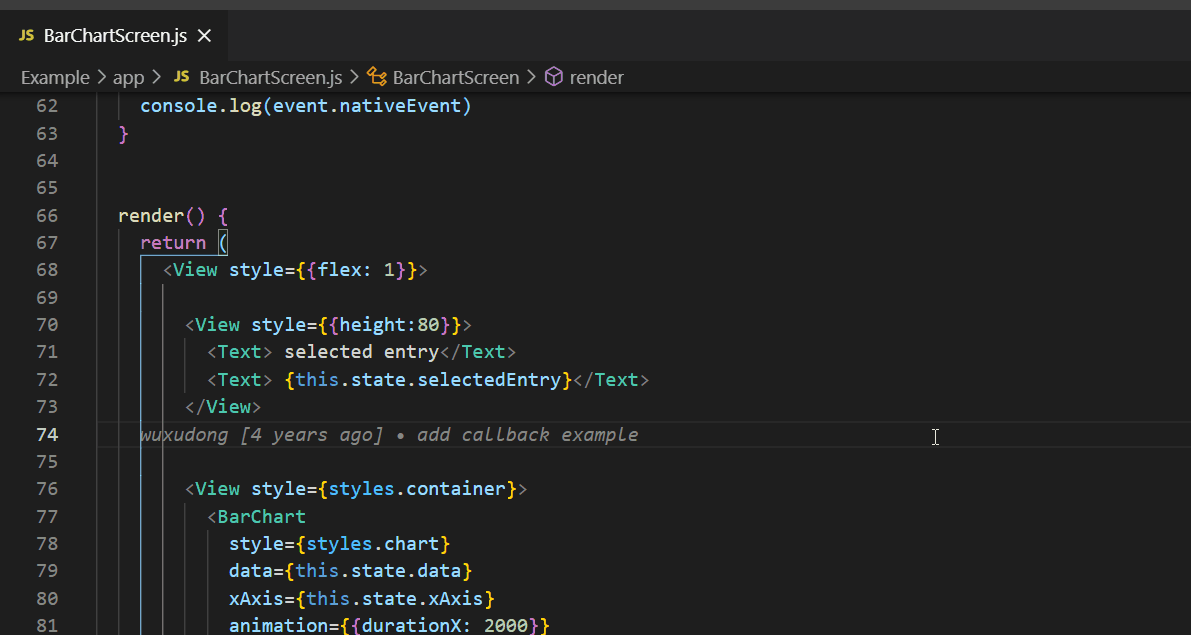 JS BarChartScreen.js ×
Example > app > JS BarChartScreen.js > BarChartScreen > render
62 console.log(event.nativeEvent)
63 }
64
65
66 render() {
67 return (
68 <View style={{flex: 1}}>
69
70 <View style={{height:80}}>
71 <Text> selected entry</Text>
72 <Text> {this.state.selectedEntry}</Text>
73 </View>
74 wuxudong [4 years ago] • add callback example
75
76 <View style={styles.container}>
77 <BarChart
78 style={styles.chart}
79 data={this.state.data}
80 xAxis={this.state.xAxis}
81 animation={{durationX: 2000}}